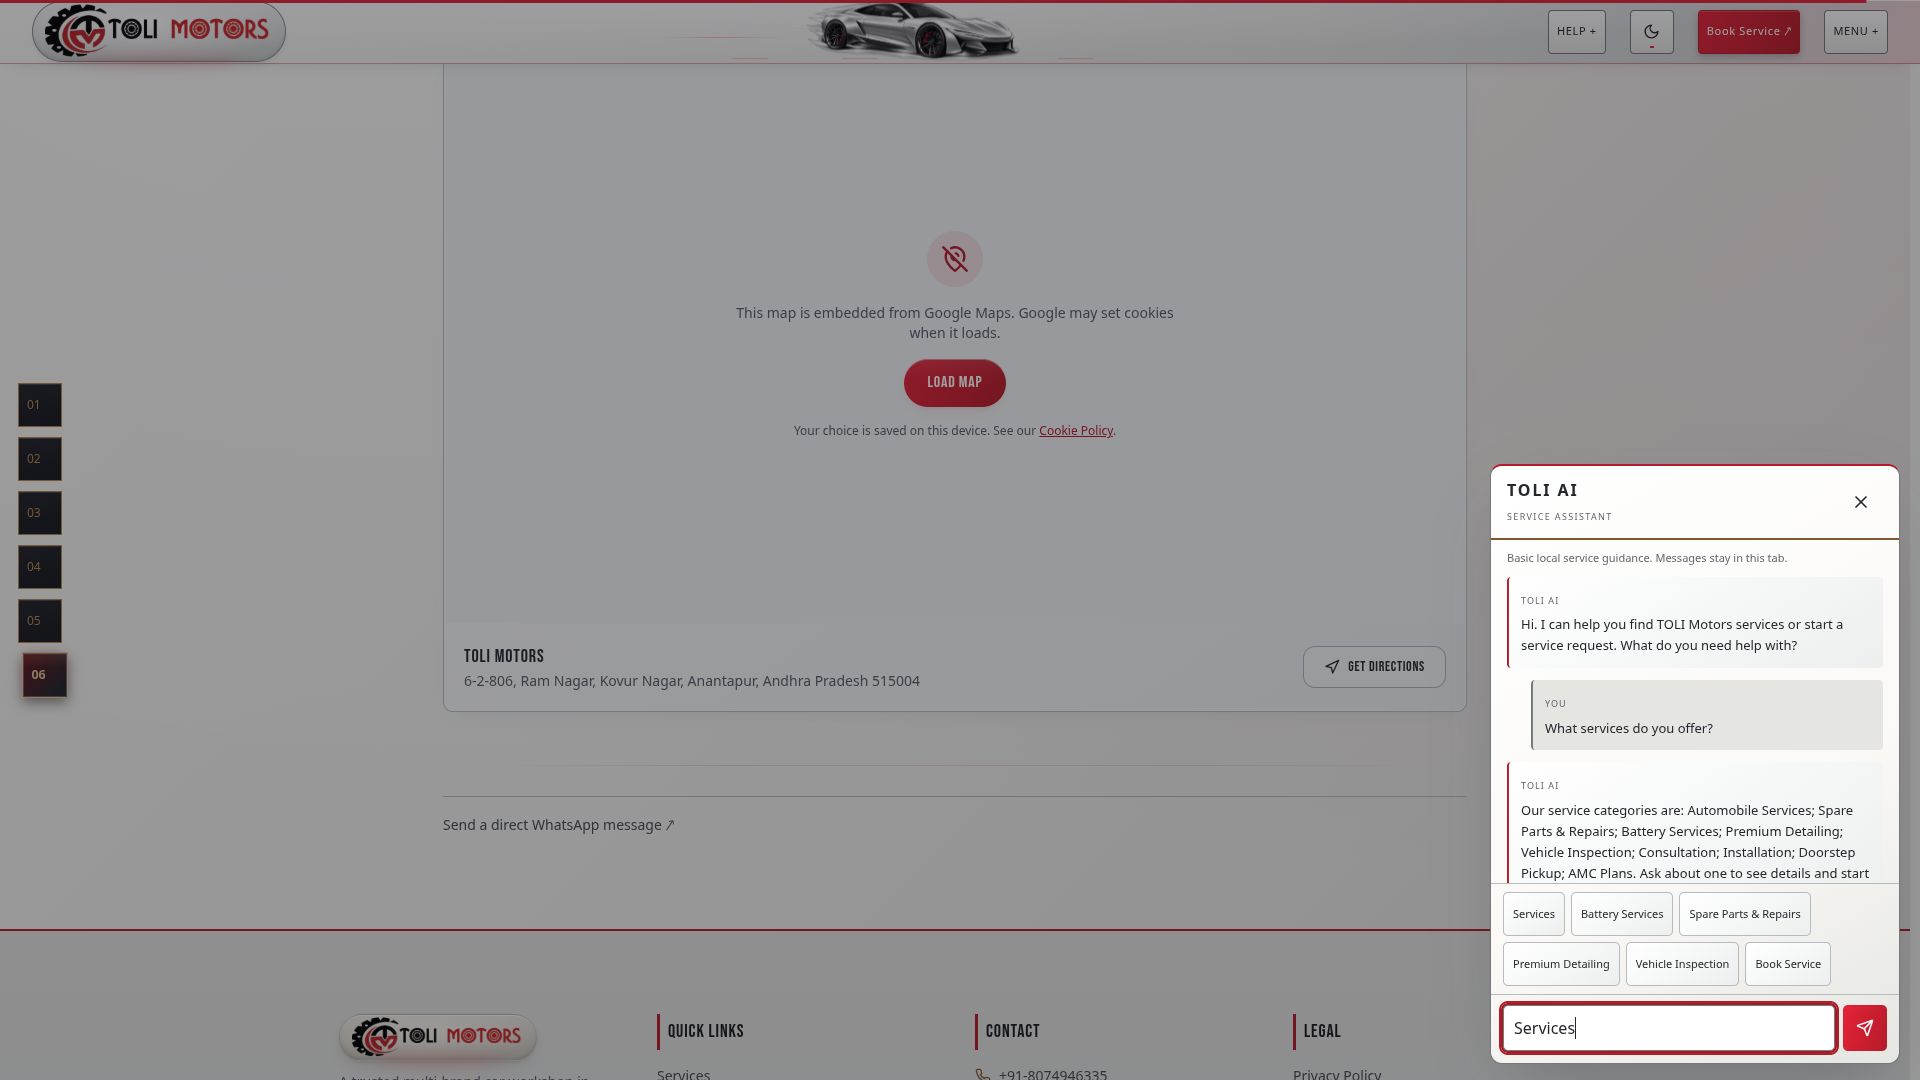 TOLI MOTORS
HELP +
Book Service ↗
MENU +
This map is embedded from Google Maps. Google may set cookies
when it loads.
LOAD MAP
Your choice is saved on this device. See our Cookie Policy.
01
02
03
04
05
06
TOLI MOTORS
6-2-806, Ram Nagar, Kovur Nagar, Anantapur, Andhra Pradesh 515004
GET DIRECTIONS
Send a direct WhatsApp message ↗
TOLI MOTORS
QUICK LINKS
Services
CONTACT
+91-8074946335
LEGAL
Privacy Policy
A trusted multi-brand car workshop in
TOLI AI
SERVICE ASSISTANT
Basic local service guidance. Messages stay in this tab.
TOLI AI
Hi. I can help you find TOLI Motors services or start a
service request. What do you need help with?
YOU
What services do you offer?
TOLI AI
Our service categories are: Automobile Services; Spare
Parts & Repairs; Battery Services; Premium Detailing;
Vehicle Inspection; Consultation; Installation; Doorstep
Pickup; AMC Plans. Ask about one to see details and start
Services
Battery Services
Spare Parts & Repairs
Premium Detailing
Vehicle Inspection
Book Service
Services